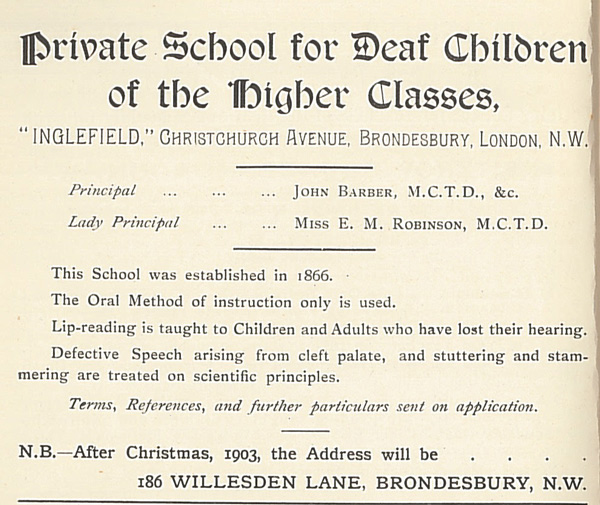 Private School for Deaf Children
of the Higher Classes,
"INGLEFIELD," CHRISTCHURCH AVENUE, BRONDESBURY, LONDON, N.W.
Principal ... ... ... JOHN BARBER, M.C.T.D., &c.
Lady Principal ... ... MISS E. M. ROBINSON, M.C.T.D.
This School was established in 1866.
The Oral Method of instruction only is used.
Lip-reading is taught to Children and Adults who have lost their hearing.
Defective Speech arising from cleft palate, and stuttering and stam-
mering are treated on scientific principles.
Terms, References, and further particulars sent on application.
N.B.—After Christmas, 1903, the Address will be . . . .
186 WILLESDEN LANE, BRONDESBURY, N.W.